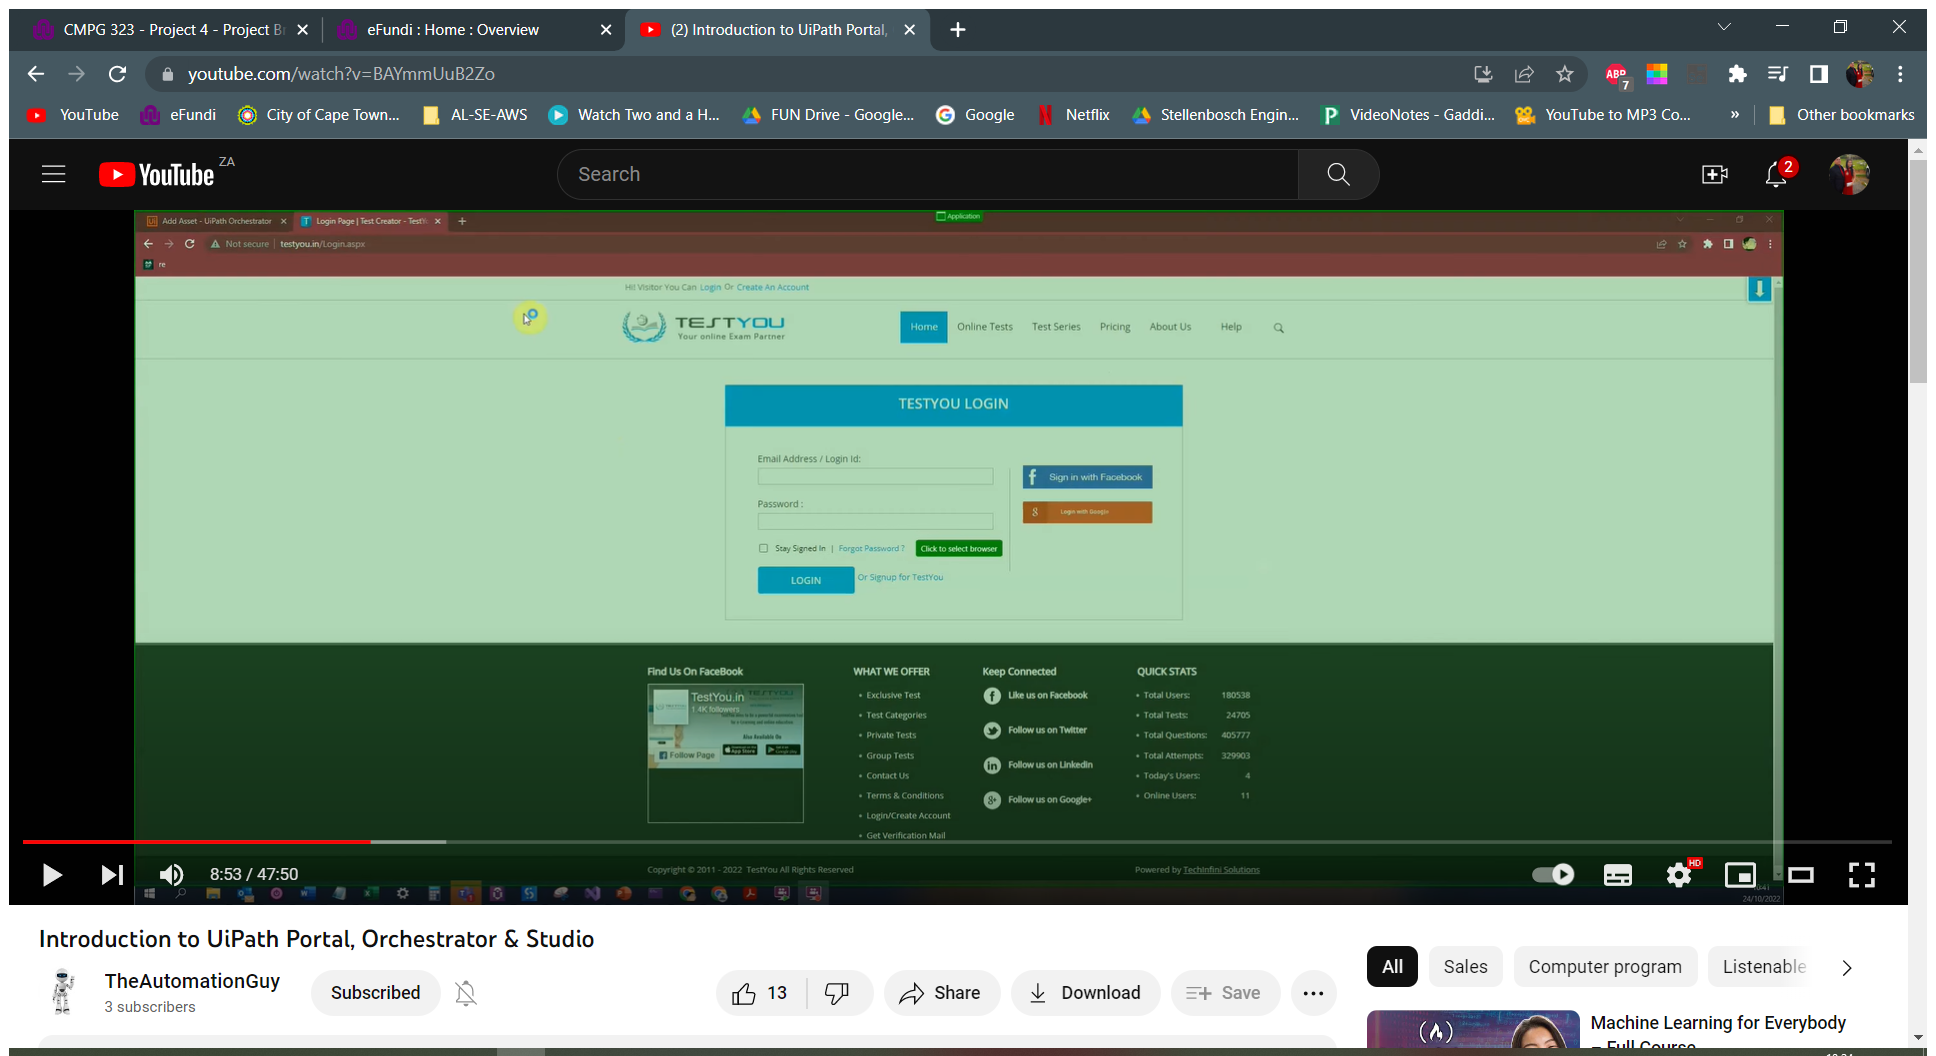 CMPG 323 - Project 4 - Project Br
eFundi : Home : Overview
(2) Introduction to UiPath Portal,
youtube.com/watch?v=BAYmmUuB2Zo
ABP
7
YouTube
eFundi
City of Cape Town...
AL-SE-AWS
Watch Two and a H...
FUN Drive - Google...
Google
Netflix
Stellenbosch Engin...
VideoNotes - Gaddi...
YouTube to MP3 Co...
»
Other bookmarks
YouTube ZA
Search
2
Add Asset - UiPath Orchestrator
Login Page | Test Creator - TestY
Application
Not secure
testyou.in/Login.aspx
re
Hi! Visitor You Can Login Or Create An Account
TESTYOU
Your online Exam Partner
Home
Online Tests
Test Series
Pricing
About Us
Help
TESTYOU LOGIN
Email Address / Login Id:
Sign in with Facebook
Password :
Login with Google
Stay Signed In | Forgot Password ?
Click to select browser
LOGIN
Or Signup for TestYou
Find Us On FaceBook
TestYou.in
1.4K followers
Also Available On
Follow Page
WHAT WE OFFER
• Exclusive Test
• Test Categories
• Private Tests
• Group Tests
• Contact Us
• Terms & Conditions
• Login/Create Account
• Get Verification Mail
Keep Connected
Like us on Facebook
Follow us on Twitter
Follow us on Linkedin
Follow us on Google+
QUICK STATS
• Total Users: 180538
• Total Tests: 24705
• Total Questions: 405777
• Total Attempts: 329903
• Today's Users: 4
• Online Users: 11
Copyright © 2011 - 2022 TestYou All Rights Reserved
Powered by TechInfini Solutions
8:53 / 47:50
HD
24/10/2022
Introduction to UiPath Portal, Orchestrator & Studio
TheAutomationGuy
3 subscribers
Subscribed
13
Share
Download
Save
All
Sales
Computer program
Listenable
Machine Learning for Everybody
– Full Course